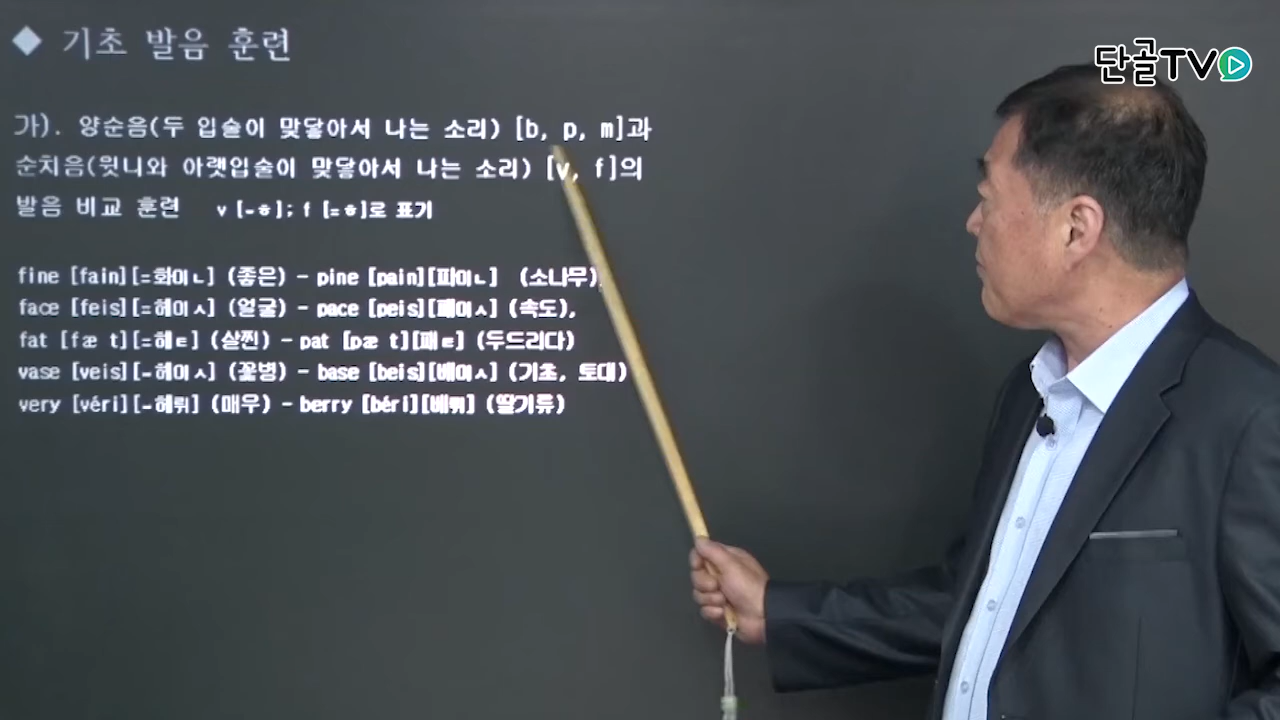 ◆ 기초 발음 훈련
단골TV
가). 양순음(두 입술이 맞닿아서 나는 소리) [b, p, m]과
순치음(윗니와 아랫입술이 맞닿아서 나는 소리) [v, f]의
발음 비교 훈련 v [-ㅎ]; f [=ㅎ]로 표기
fine [fain][=화이ㄴ] (좋은) - pine [pain][파이ㄴ] (소나무),
face [feis][=헤이ㅅ] (얼굴) - pace [peis][페이ㅅ] (속도),
fat [fæ t][=해ㅌ] (살찐) - pat [pæ t][패ㅌ] (두드리다)
vase [veis][-헤이ㅅ] (꽃병) - base [beis][베이ㅅ] (기초, 토대)
very [véri][-헤뤼] (매우) - berry [béri][베뤼] (딸기류)